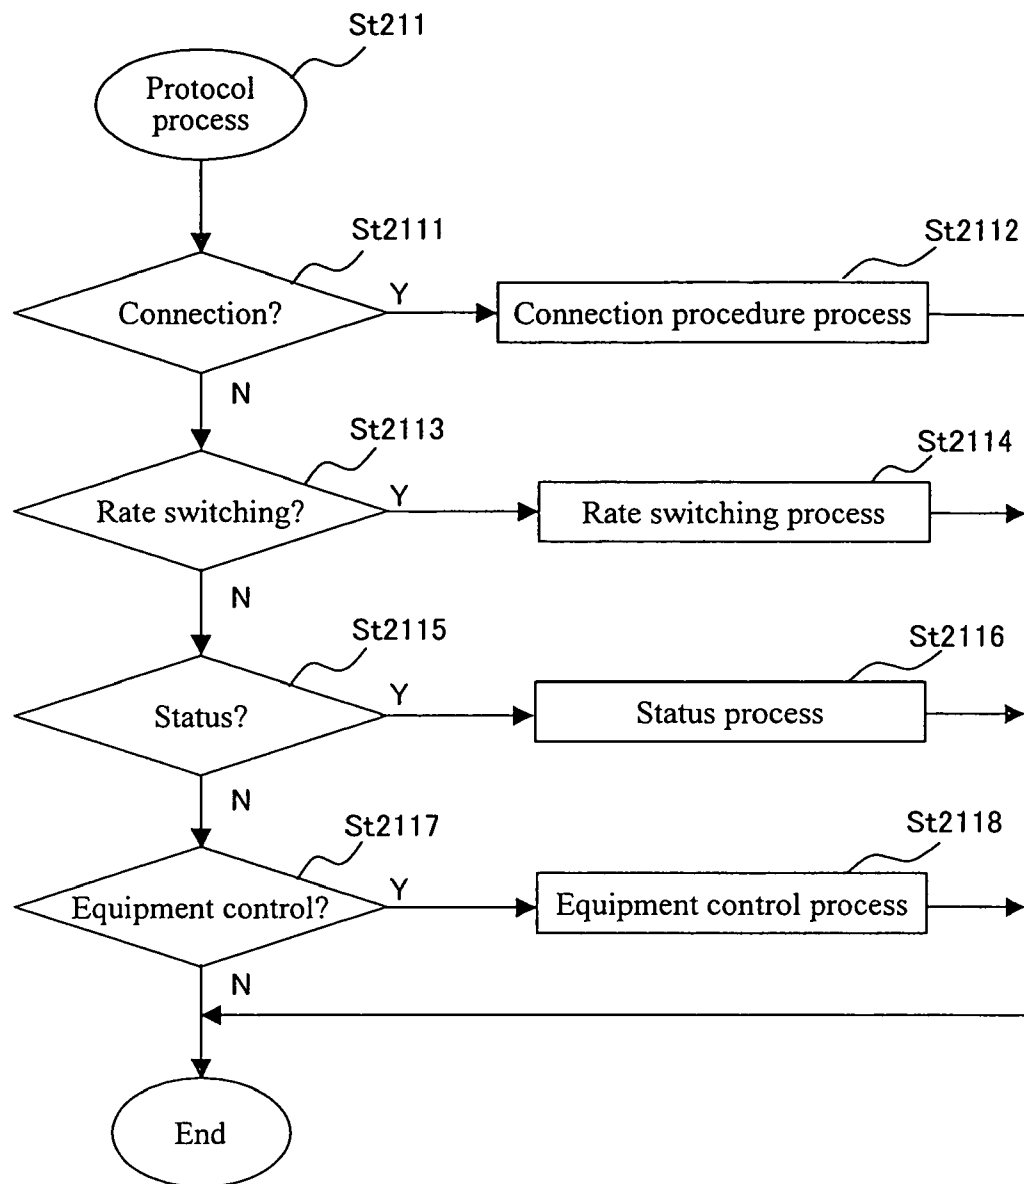 St211
Protocol
process
St2111
St2112
Connection?
Y
Connection procedure process
N
St2113
St2114
Rate switching?
Y
Rate switching process
N
St2115
St2116
Status?
Y
Status process
N
St2117
St2118
Equipment control?
Y
Equipment control process
N
End